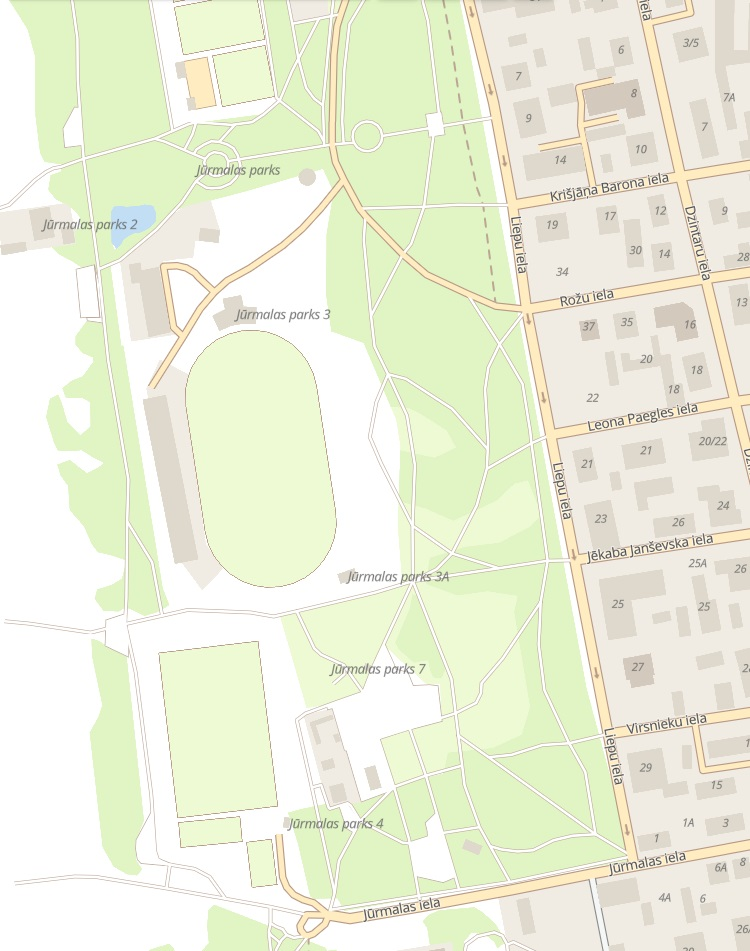 iela
3/5
6
7
8
7A
9
7
10
14
Jūrmalas parks
Krišjāņa Barona iela
Jūrmalas parks 2
Liepu iela
Dzintaru iela
19
17
12
9
30
14
34
28
Rožu iela
13
Jūrmalas parks 3
37
35
16
20
18
22
18
Leona Paegles iela
21
21
20/22
Liepu iela
23
26
24
Jēkaba Janševska iela
Jūrmalas parks 3A
25A
26
25
25
Jūrmalas parks 7
27
Virsnieku iela
Liepu iela
29
15
Jūrmalas parks 4
1A
3
1
Jūrmalas iela
6A
8
4A
6
Jūrmalas iela